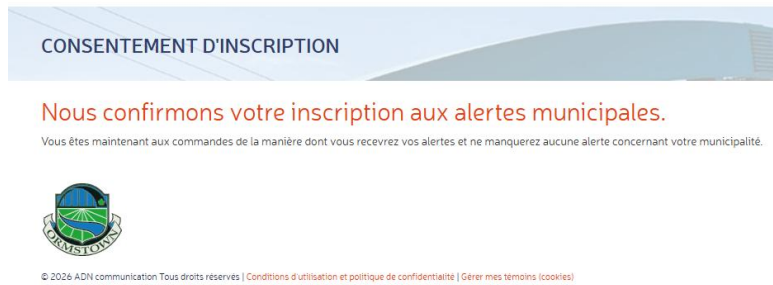 CONSENTEMENT D'INSCRIPTION
Nous confirmons votre inscription aux alertes municipales.
Vous êtes maintenant aux commandes de la manière dont vous recevrez vos alertes et ne manquerez aucune alerte concernant votre municipalité.
ORMSTOWN
© 2026 ADN communication Tous droits réservés | Conditions d'utilisation et politique de confidentialité | Gérer mes témoins (cookies)